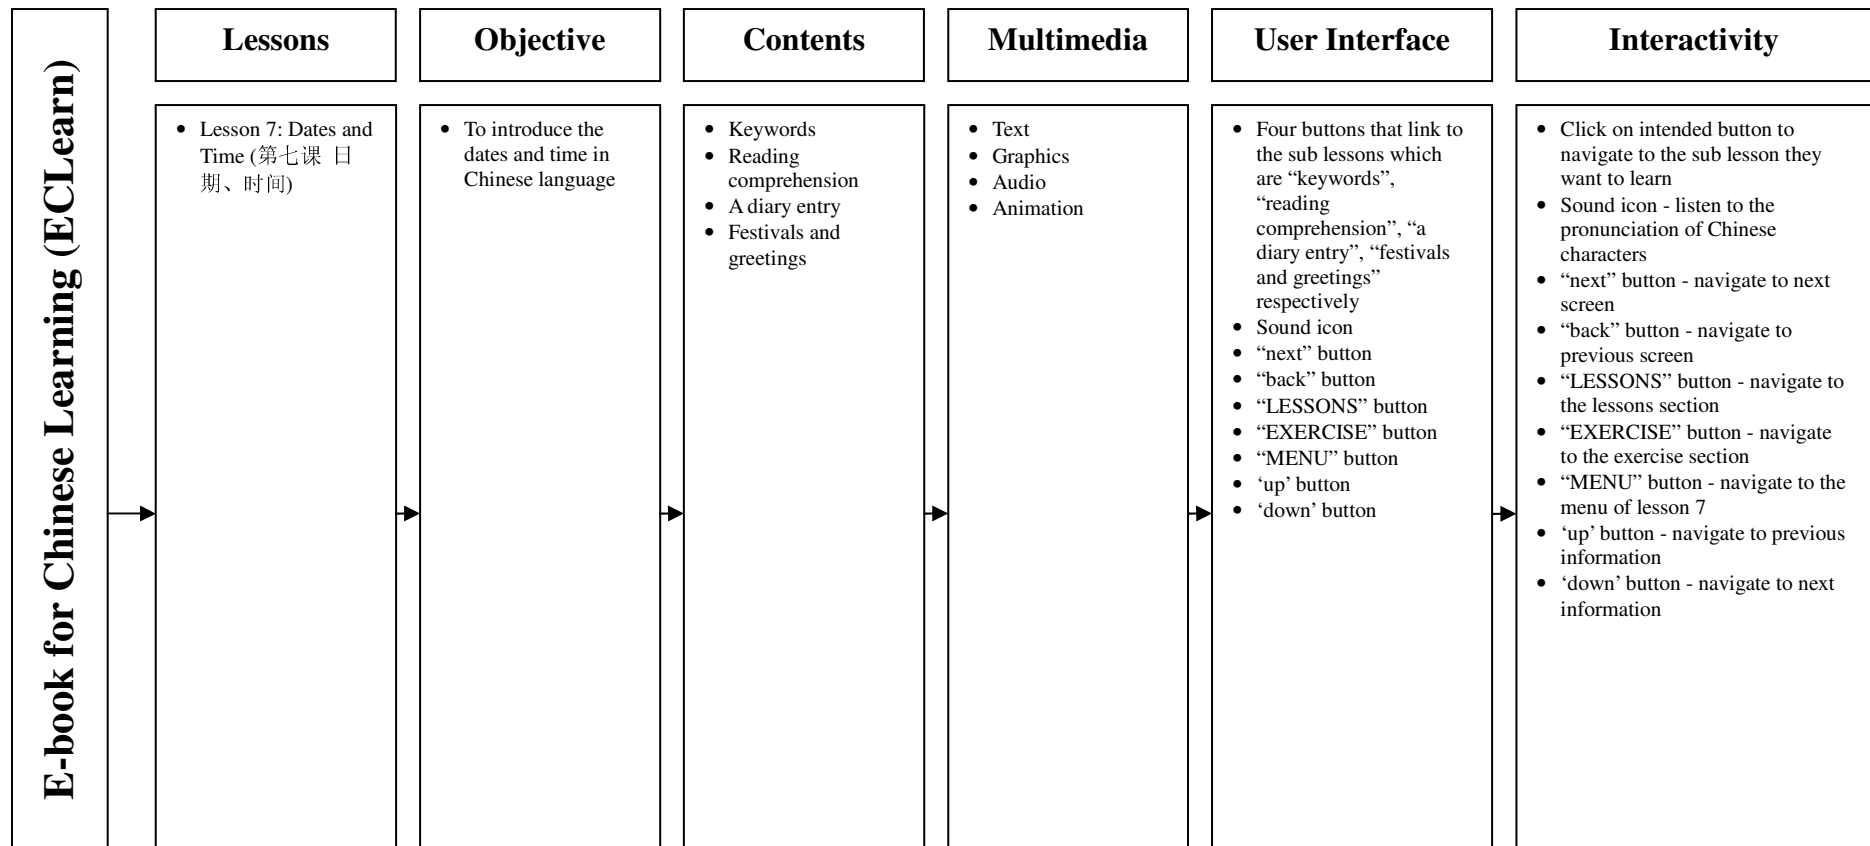 E-book for Chinese Learning (ECLearn)
Lessons
• Lesson 7: Dates and
Time (第七课 日
期、时间)
Objective
• To introduce the
dates and time in
Chinese language
Contents
• Keywords
• Reading
comprehension
• A diary entry
• Festivals and
greetings
Multimedia
• Text
• Graphics
• Audio
• Animation
User Interface
• Four buttons that link to
the sub lessons which
are “keywords”,
“reading
comprehension”, “a
diary entry”, “festivals
and greetings”
respectively
• Sound icon
• “next” button
• “back” button
• “LESSONS” button
• “EXERCISE” button
• “MENU” button
• ‘up’ button
• ‘down’ button
Interactivity
• Click on intended button to
navigate to the sub lesson they
want to learn
• Sound icon - listen to the
pronunciation of Chinese
characters
• “next” button - navigate to next
screen
• “back” button - navigate to
previous screen
• “LESSONS” button - navigate to
the lessons section
• “EXERCISE” button - navigate
to the exercise section
• “MENU” button - navigate to the
menu of lesson 7
• ‘up’ button - navigate to previous
information
• ‘down’ button - navigate to next
information